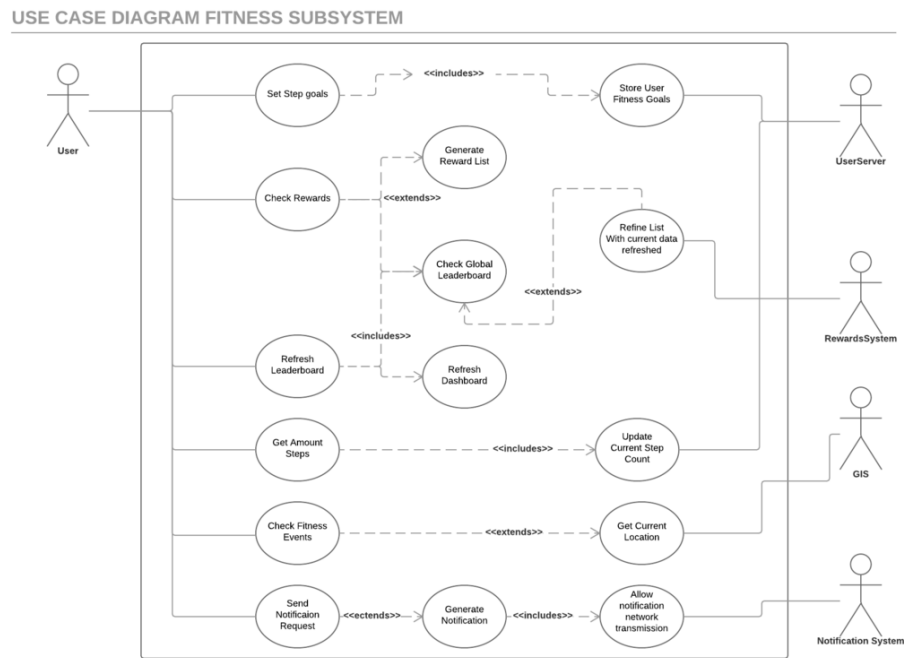 USE CASE DIAGRAM FITNESS SUBSYSTEM
Set Step goals
<<includes>>
Store User
Fitness Goals
User
UserServer
Generate
Reward List
Check Rewards
<<extends>>
Refine List
With current data
refreshed
Check Global
Leaderboard
<<extends>>
RewardsSystem
<<includes>>
Refresh
Leaderboard
Refresh
Dashboard
Get Amount
Steps
<<includes>>
Update
Current Step
Count
GIS
Check Fitness
Events
<<extends>>
Get Current
Location
Send
Notificaion
Request
<<ectends>>
Generate
Notification
<<includes>>
Allow
notification
network
transmission
Notification System